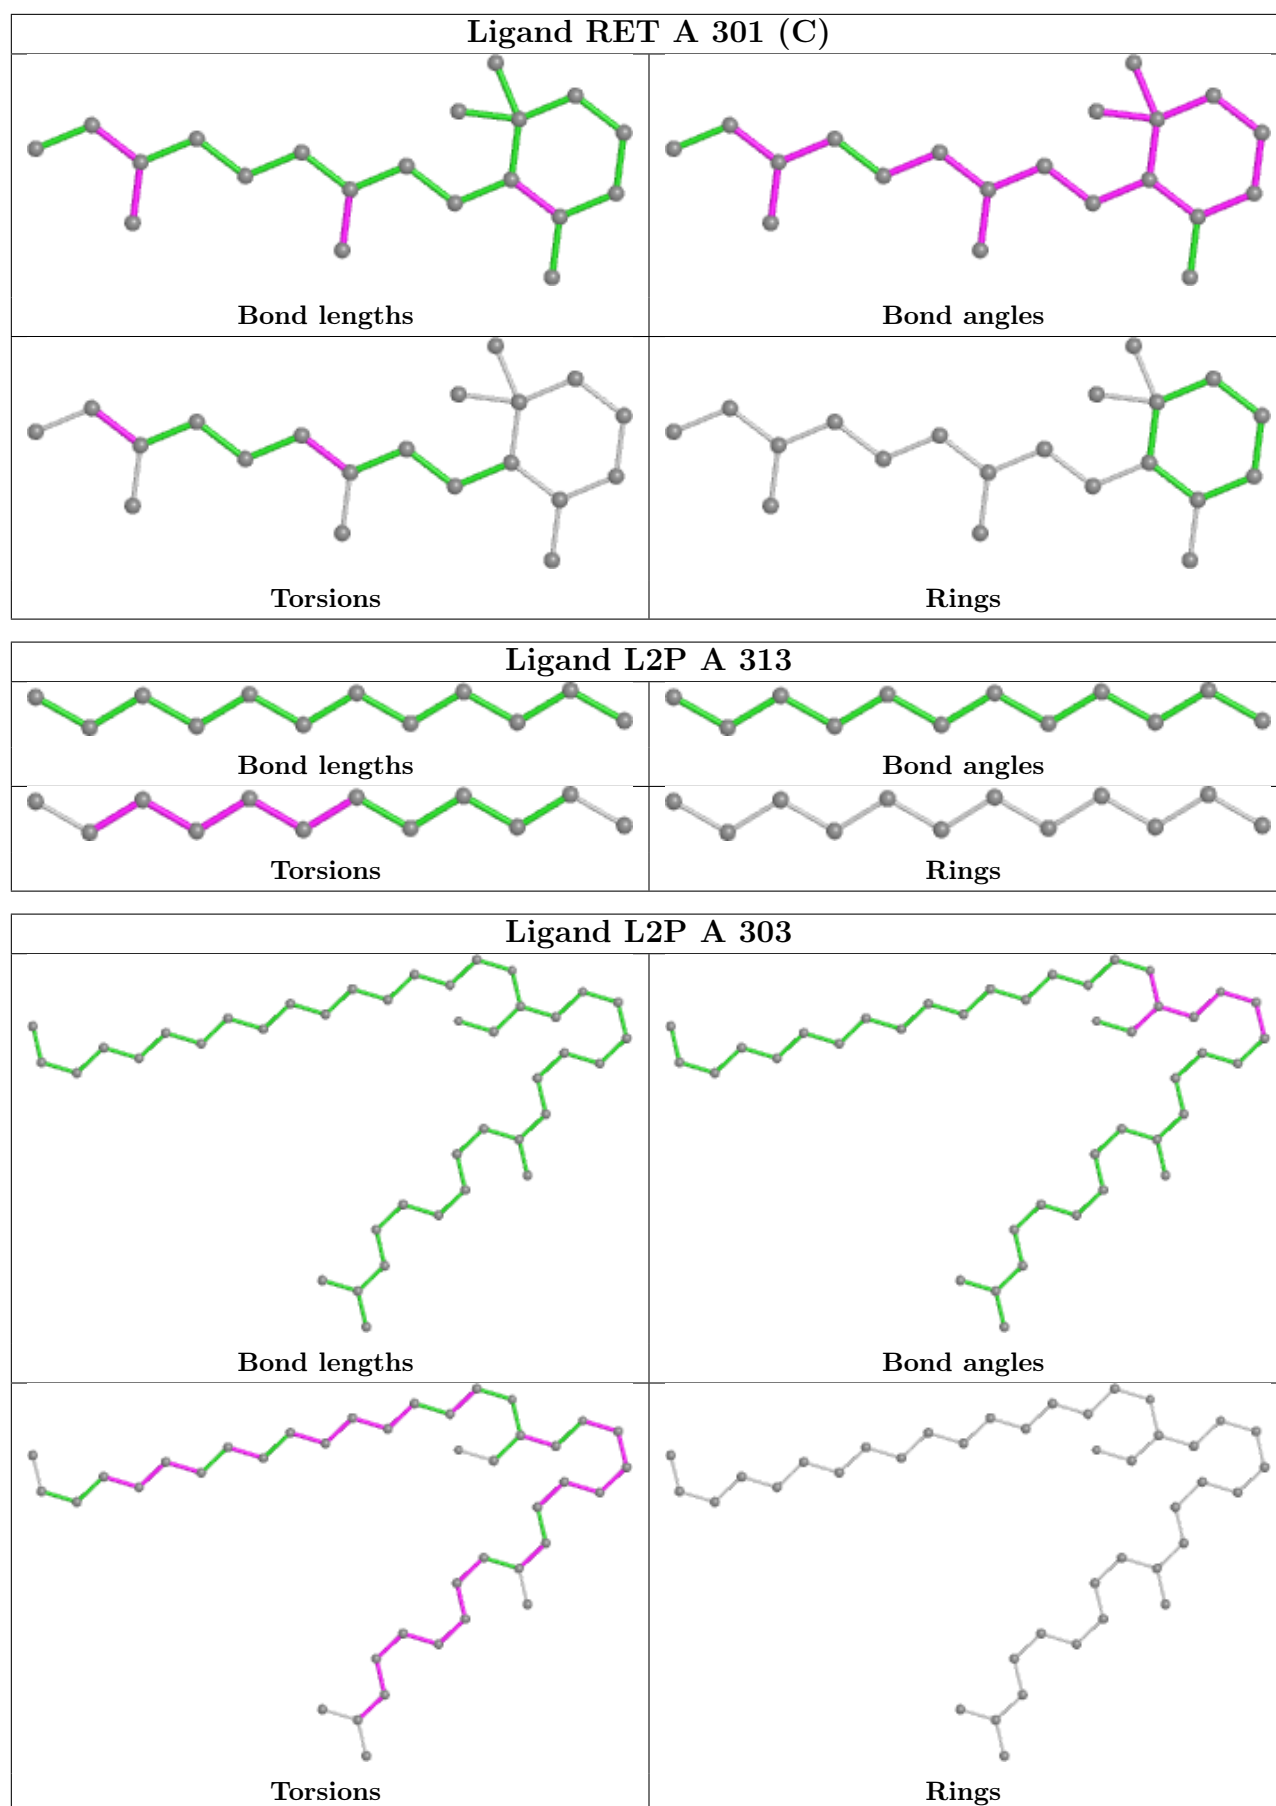 Ligand RET A 301 (C)
Bond lengths
Bond angles
Torsions
Rings
Ligand L2P A 313
Bond lengths
Bond angles
Torsions
Rings
Ligand L2P A 303
Bond lengths
Bond angles
Torsions
Rings